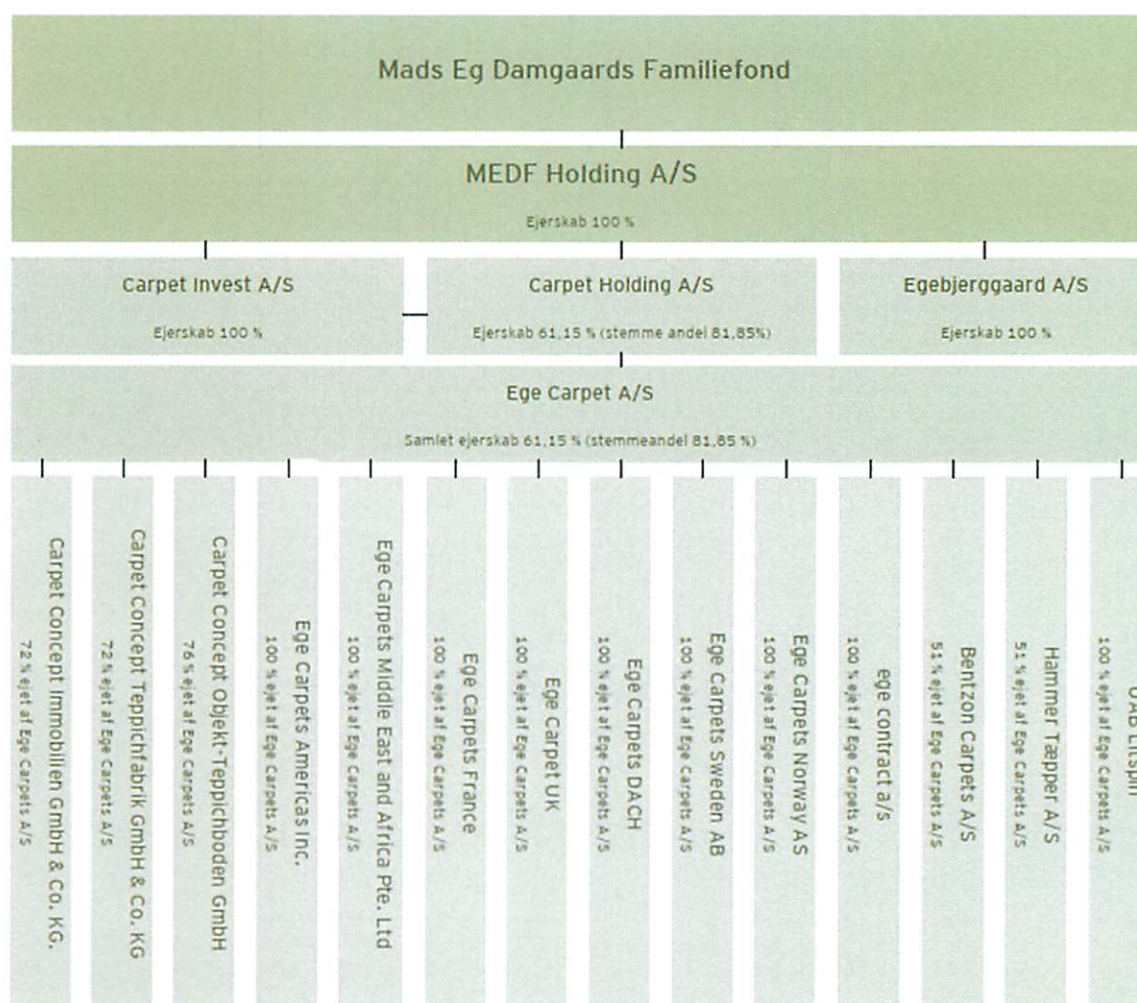 Mads Eg Damgaards Familiefond
MEDF Holding A/S
Ejerskab 100 %
Carpet Invest A/S
Ejerskab 100 %
Carpet Holding A/S
Ejerskab 61,15 % (stemme andel 81,85%)
Egebjerggaard A/S
Ejerskab 100 %
Ege Carpet A/S
Samlet ejerskab 61,15 % (stemmeandel 81,85 %)
Carpet Concept Immobilien GmbH & Co. KG.
72 % ejet af Ege Carpets A/S
Carpet Concept Teppichfabrik GmbH & Co. KG
72 % ejet af Ege Carpets A/S
Carpet Concept Objekt-Teppichboden GmbH
76 % ejet af Ege Carpets A/S
Ege Carpets Americas Inc.
100 % ejet af Ege Carpets A/S
Ege Carpets Middle East and Africa Pte. Ltd
100 % ejet af Ege Carpets A/S
Ege Carpets France
100 % ejet af Ege Carpets A/S
Ege Carpet UK
100 % ejet af Ege Carpets A/S
Ege Carpets DACH
100 % ejet af Ege Carpets A/S
Ege Carpets Sweden AB
100 % ejet af Ege Carpets A/S
Ege Carpets Norway AS
100 % ejet af Ege Carpets A/S
ege contract a/s
100 % ejet af Ege Carpets A/S
Bentzon Carpets A/S
51 % ejet af Ege Carpets A/S
Hammer Tæpper A/S
51 % ejet af Ege Carpets A/S
UAB Litspin
100 % ejet af Ege Carpets A/S